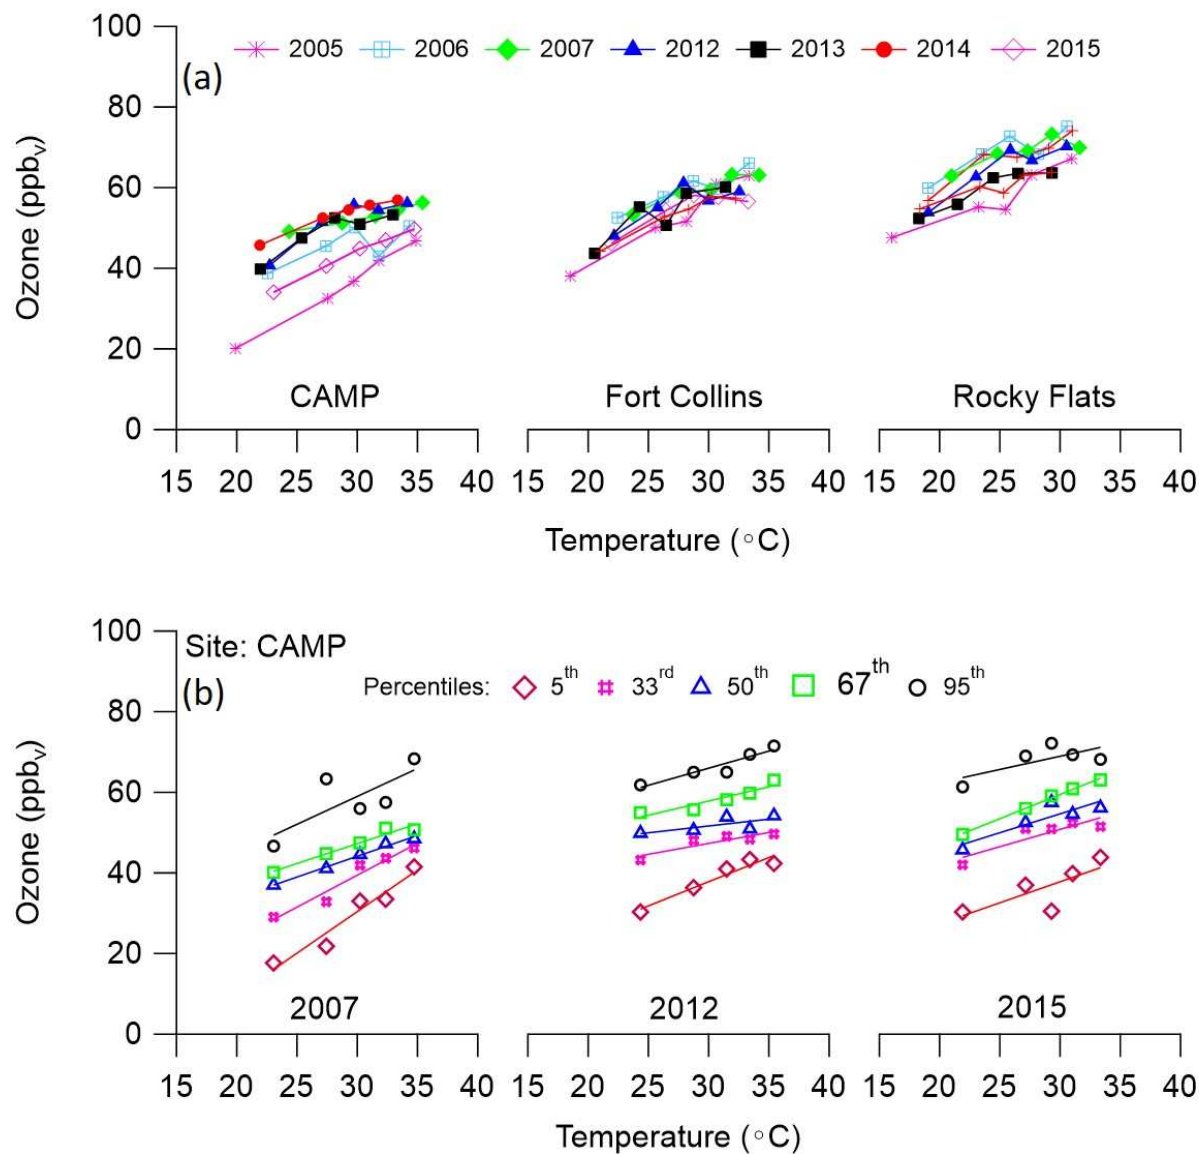 100
2005 2006 2007 2012 2013 2014 2015
(a)
80
60
40
20
0
Ozone (ppbv)
CAMP Fort Collins Rocky Flats
15 20 25 30 35 40 15 20 25 30 35 40 15 20 25 30 35 40
Temperature (°C)
100
Site: CAMP
(b) Percentiles: 5th 33rd 50th 67th 95th
80
60
40
20
0
Ozone (ppbv)
2007 2012 2015
15 20 25 30 35 40 15 20 25 30 35 40 15 20 25 30 35 40
Temperature (°C)